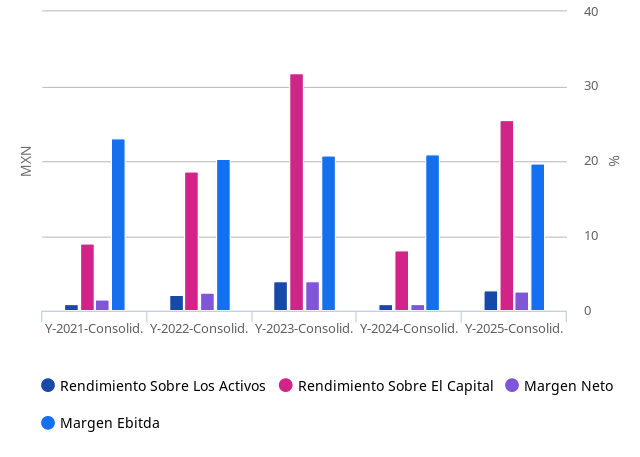 40
30
20
10
0
MXN
%
Y-2021-Consolid. Y-2022-Consolid. Y-2023-Consolid. Y-2024-Consolid. Y-2025-Consolid.
Rendimiento Sobre Los Activos Rendimiento Sobre El Capital Margen Neto
Margen Ebitda